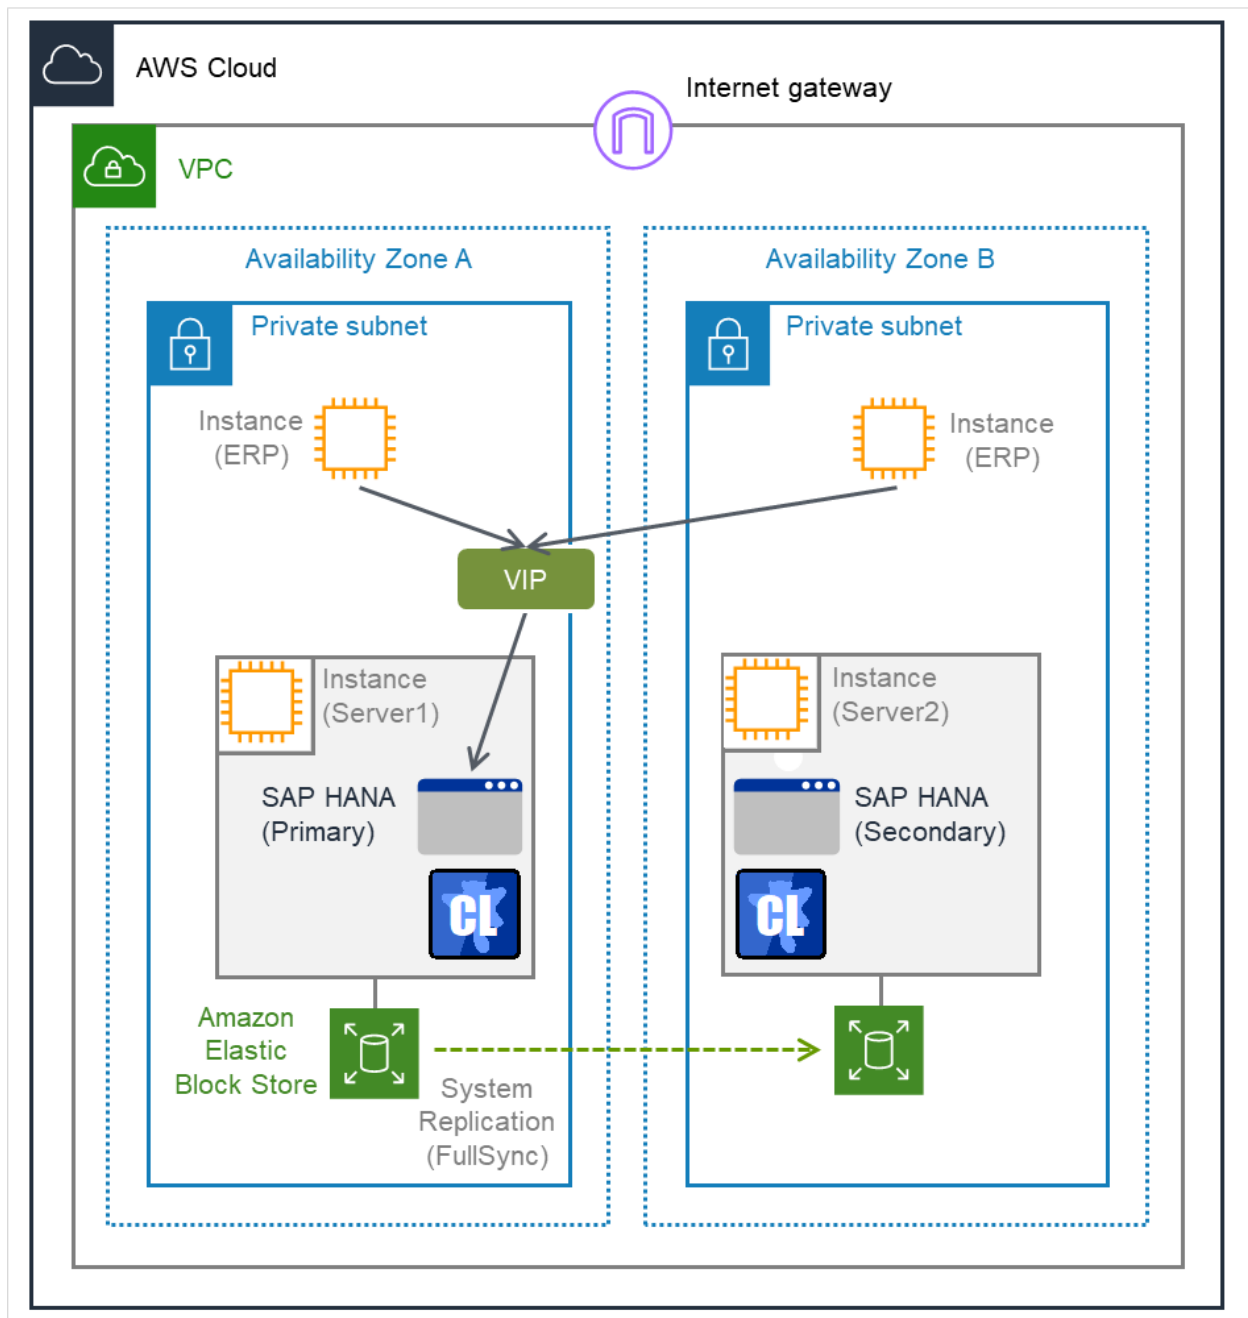 AWS Cloud
Internet gateway
VPC
Availability Zone A
Availability Zone B
Private subnet
Private subnet
Instance
(ERP)
Instance
(ERP)
VIP
Instance
(Server1)
Instance
(Server2)
SAP HANA
(Primary)
SAP HANA
(Secondary)
CL
CL
Amazon
Elastic
Block Store
System
Replication
(FullSync)